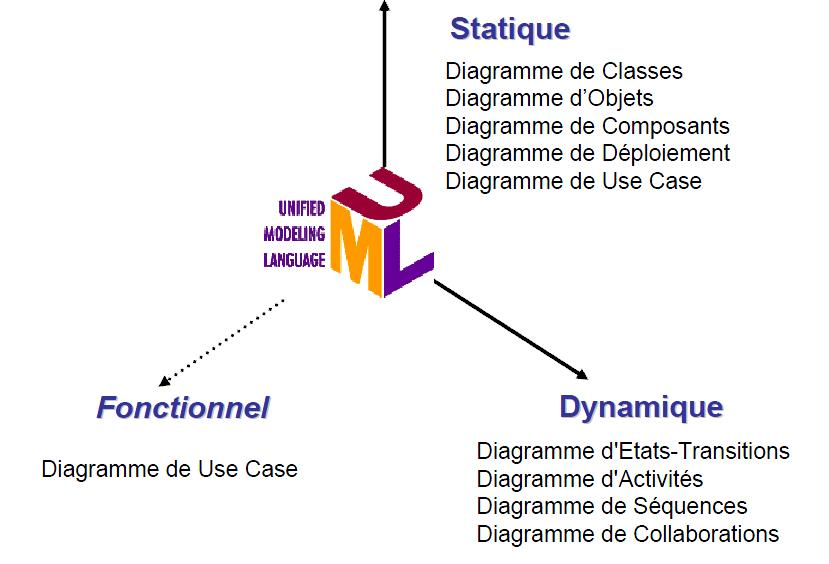 Statique
Diagramme de Classes
Diagramme d’Objets
Diagramme de Composants
Diagramme de Déploiement
Diagramme de Use Case
UNIFIED
MODELING
LANGUAGE
UML
Fonctionnel
Diagramme de Use Case
Dynamique
Diagramme d'Etats-Transitions
Diagramme d'Activités
Diagramme de Séquences
Diagramme de Collaborations